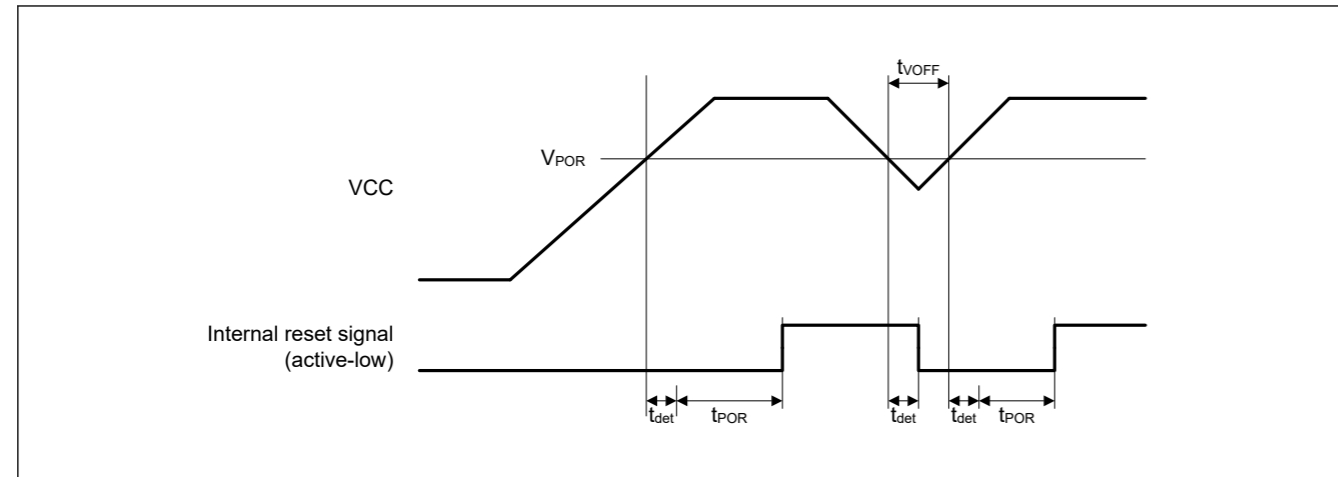 tVOFF
VPOR
VCC
Internal reset signal
(active-low)
tdet tPOR tdet tdet tPOR